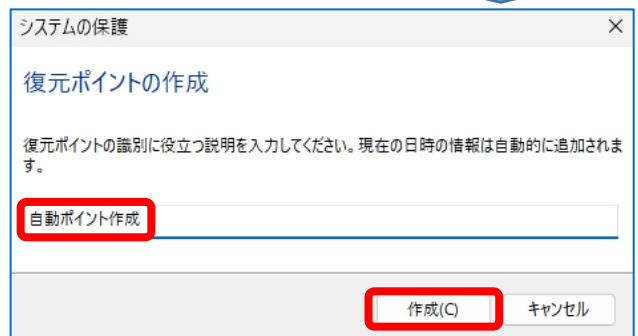 システムの保護
復元ポイントの作成
復元ポイントの識別に役立つ説明を入力してください。現在の日時の情報は自動的に追加されま
す。
自動ポイント作成
作成(C) キャンセル